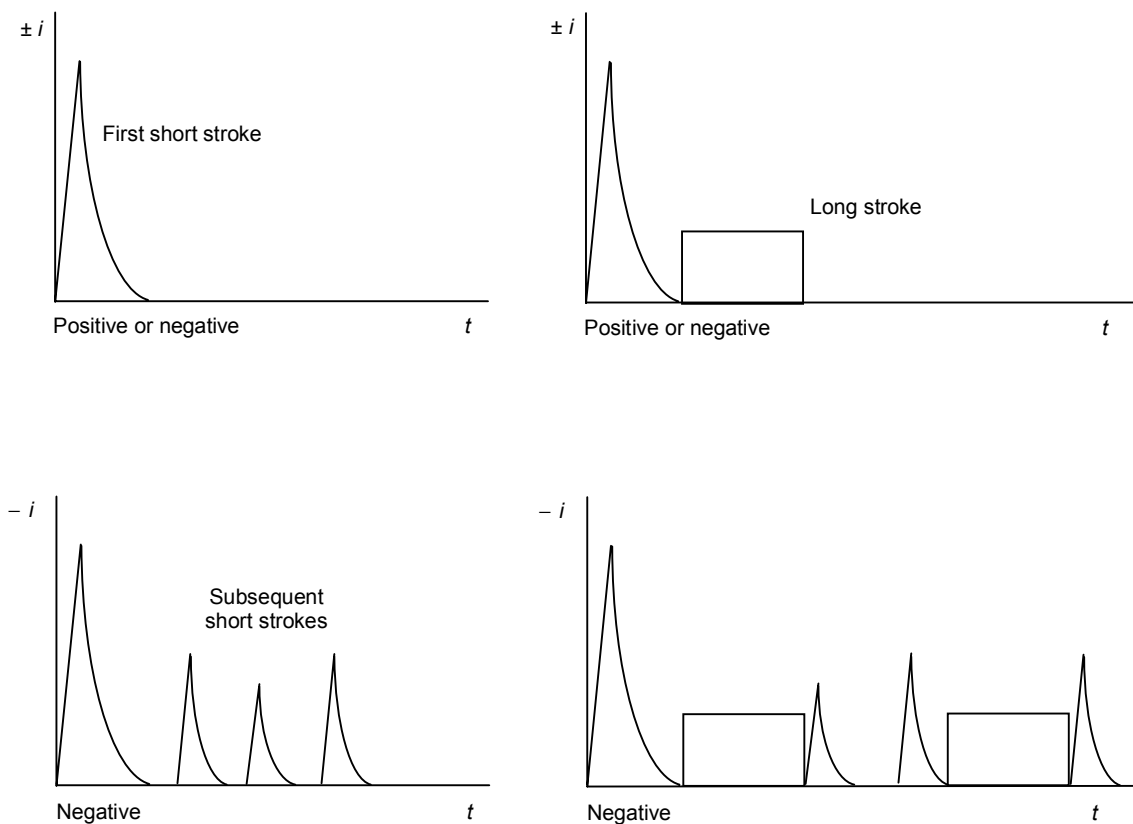 ± i
First short stroke
Positive or negative
t
± i
Long stroke
Positive or negative
t
– i
Subsequent
short strokes
Negative
t
– i
Negative
t